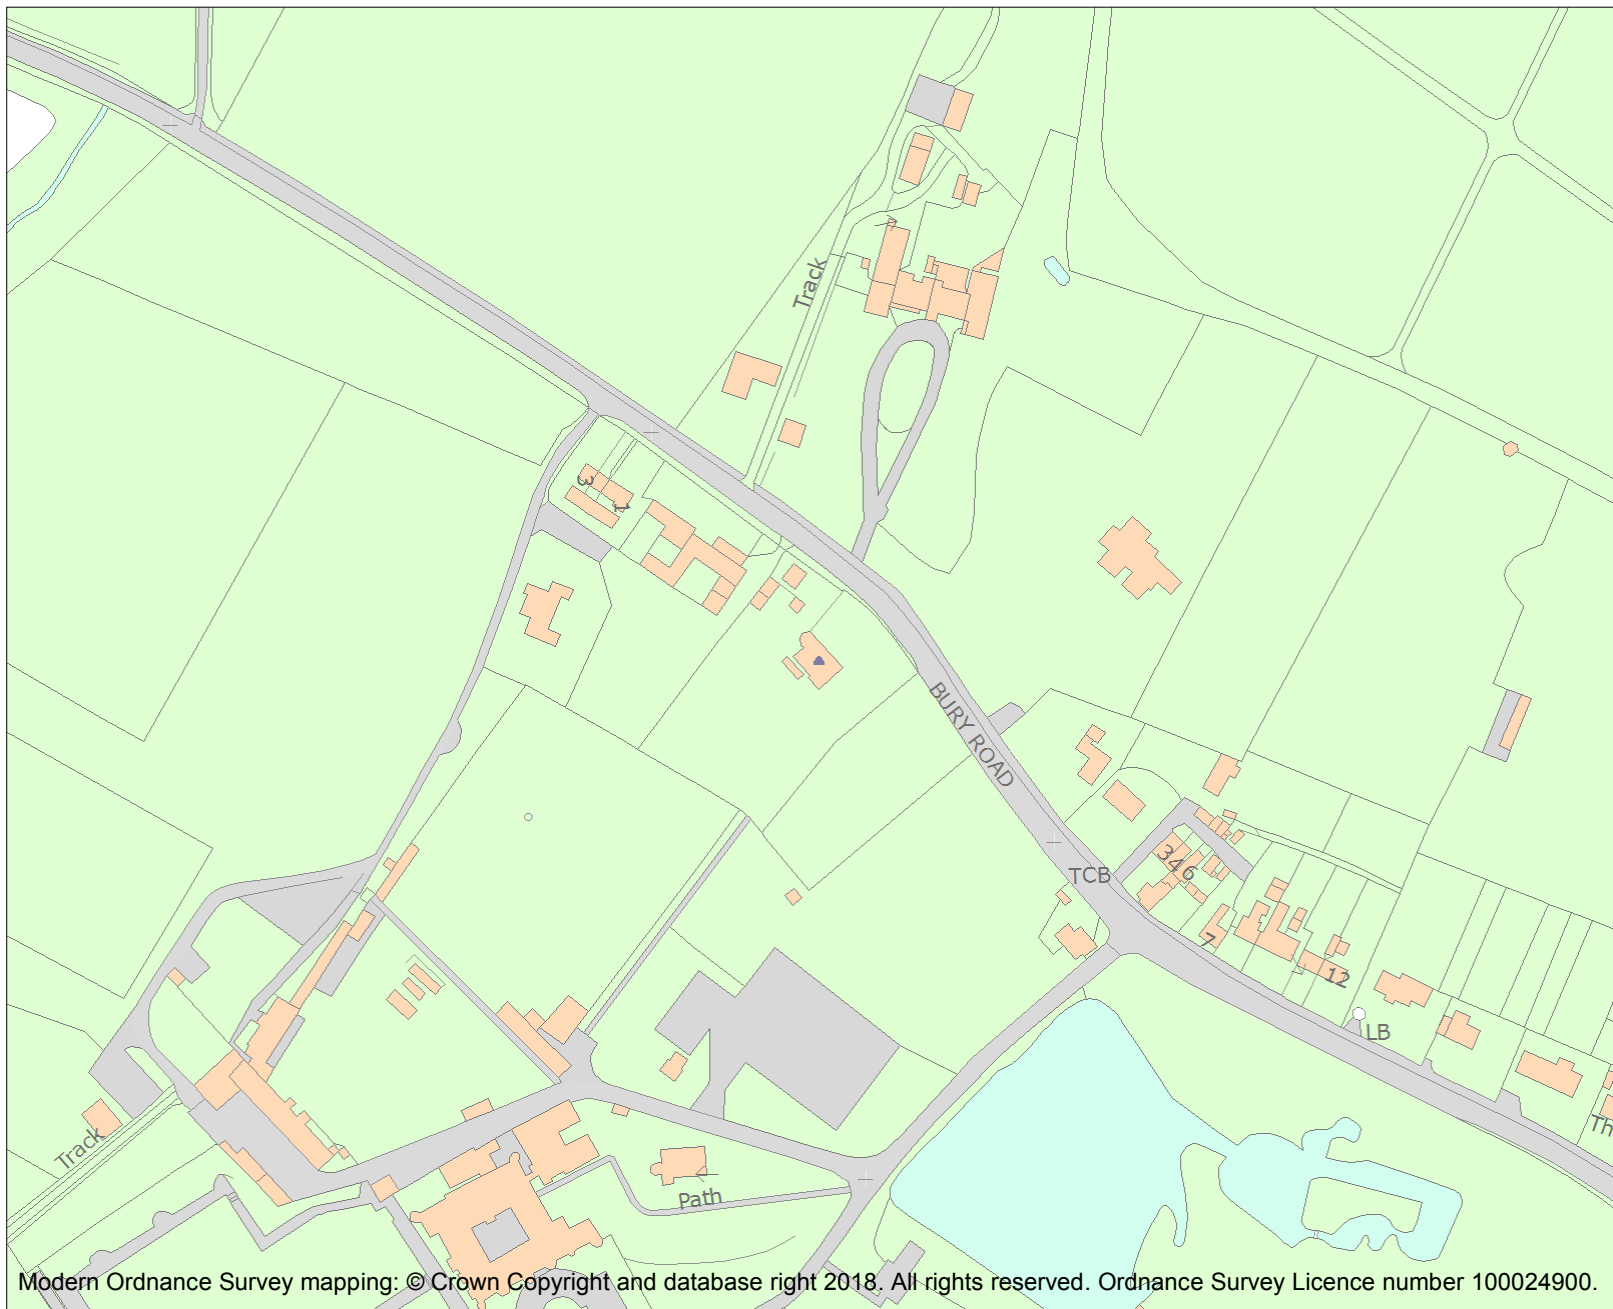 Track
3
1
BURY ROAD
TCB
346
7
12
LB
Th
Track
Path
Modern Ordnance Survey mapping: © Crown Copyright and database right 2018. All rights reserved. Ordnance Survey Licence number 100024900.